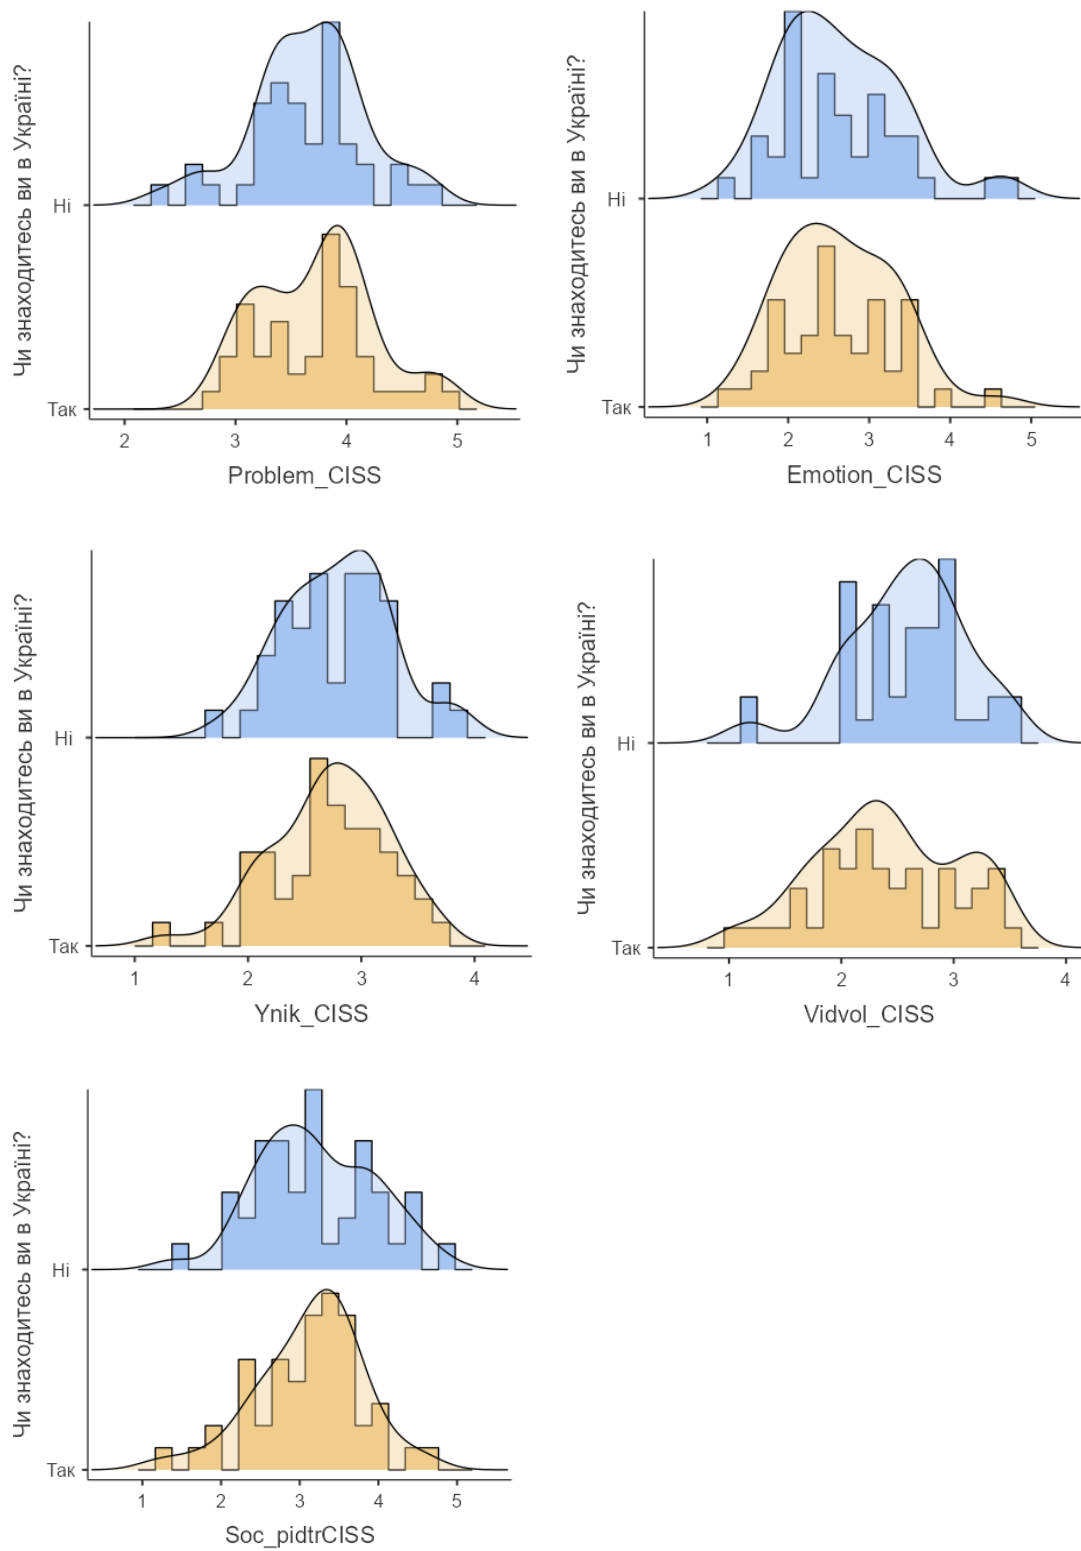 Чи знаходитесь ви в Україні?
Ні
Так
2 3 4 5
Problem_CISS
Чи знаходитесь ви в Україні?
Ні
Так
1 2 3 4 5
Emotion_CISS
Чи знаходитесь ви в Україні?
Ні
Так
1 2 3 4
Ynik_CISS
Чи знаходитесь ви в Україні?
Ні
Так
1 2 3 4
Vidvol_CISS
Чи знаходитесь ви в Україні?
Ні
Так
1 2 3 4 5
Soc_pidtrCISS